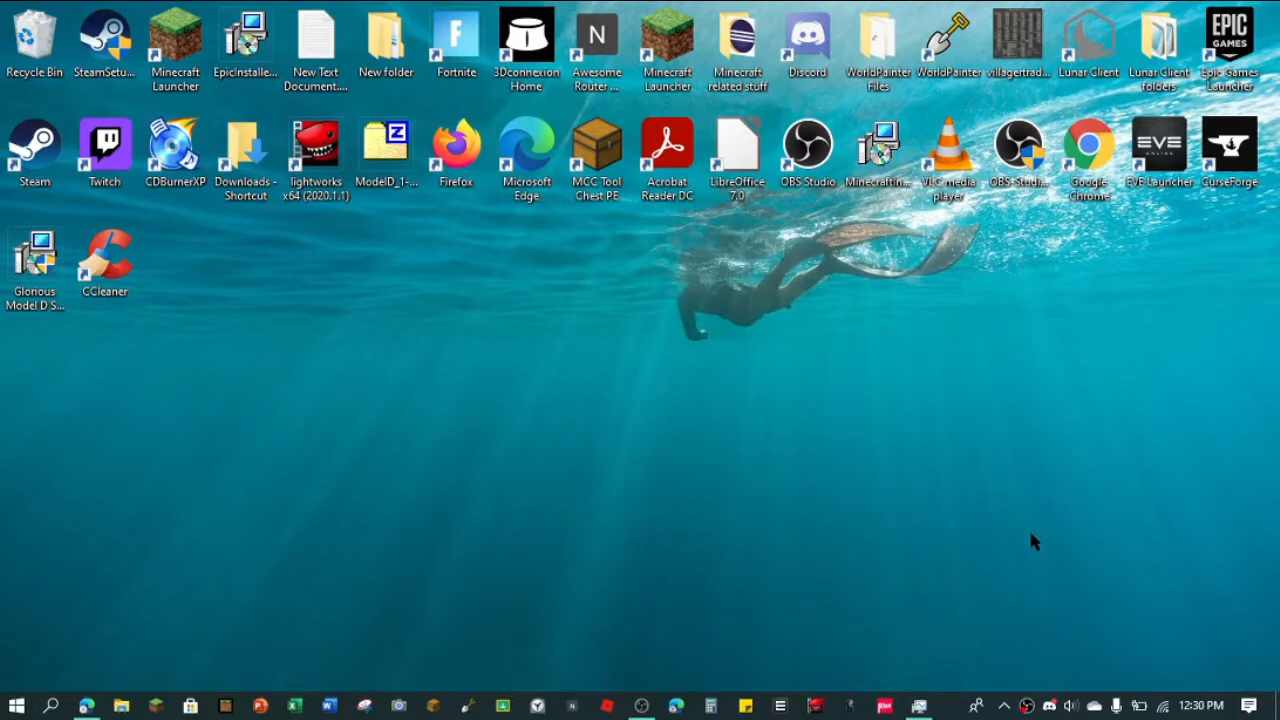 Recycle Bin
SteamSetu...
Minecraft
Launcher
EpicInstalle...
New Text
Document....
New folder
Fortnite
3Dconnexion
Home
N
Awesome
Router ...
Minecraft
Launcher
Minecraft
related stuff
Discord
WorldPainter
Files
WorldPainter
villagertrad...
Lunar Client
Lunar Client
folders
EPIC
GAMES
Epic Games
Launcher
Steam
Twitch
CDBurnerXP
Downloads -
Shortcut
lightworks
x64 (2020.1.1)
Z
ModelD_1-...
Firefox
Microsoft
Edge
MCC Tool
Chest PE
Acrobat
Reader DC
LibreOffice
7.0
OBS Studio
MinecraftIn...
VLC media
player
OBS Studi...
Google
Chrome
EVE
ONLINE
EVE Launcher
CurseForge
Glorious
Model D S...
CCleaner
12:30 PM